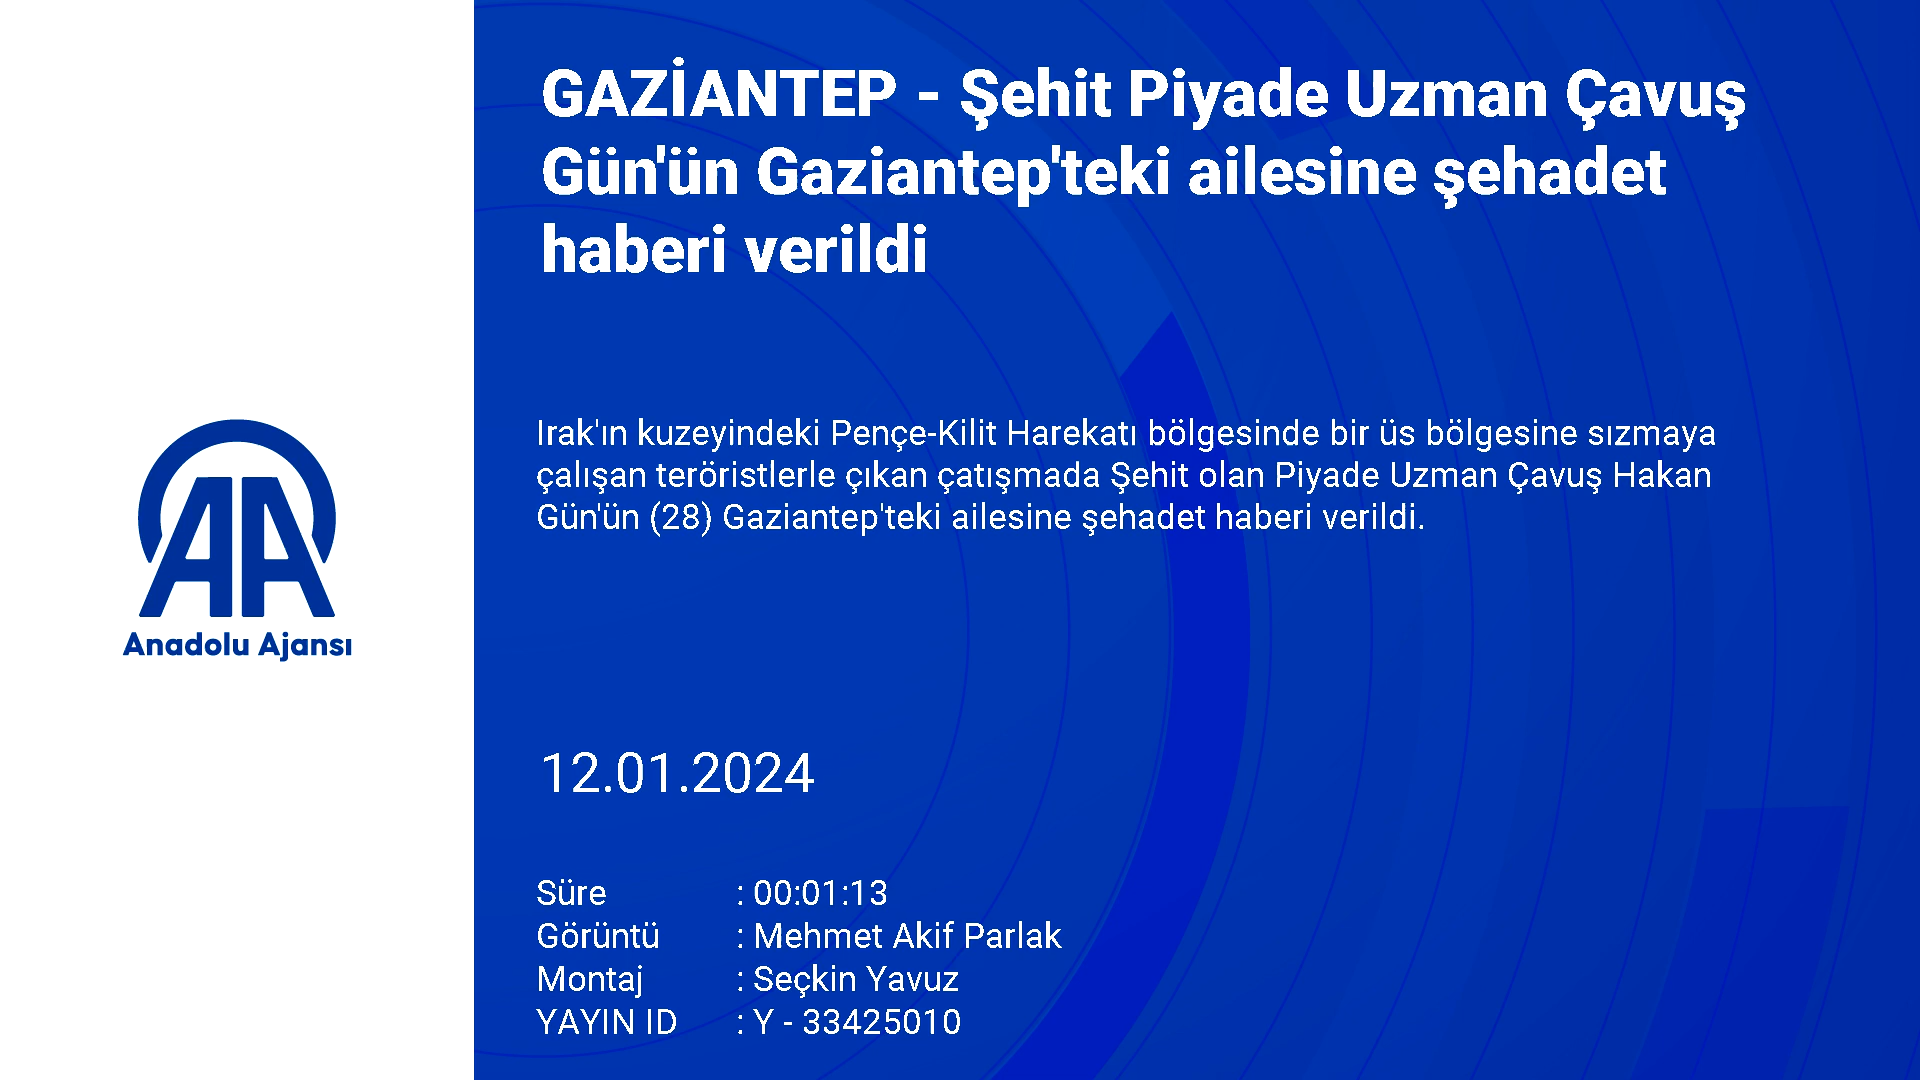 GAZİANTEP - Şehit Piyade Uzman Çavuş
Gün'ün Gaziantep'teki ailesine şehadet
haberi verildi
Irak'ın kuzeyindeki Pençe-Kilit Harekatı bölgesinde bir üs bölgesine sızmaya
çalışan teröristlerle çıkan çatışmada Şehit olan Piyade Uzman Çavuş Hakan
Gün'ün (28) Gaziantep'teki ailesine şehadet haberi verildi.
AA
Anadolu Ajansı
12.01.2024
Süre : 00:01:13
Görüntü : Mehmet Akif Parlak
Montaj : Seçkin Yavuz
YAYIN ID : Y - 33425010